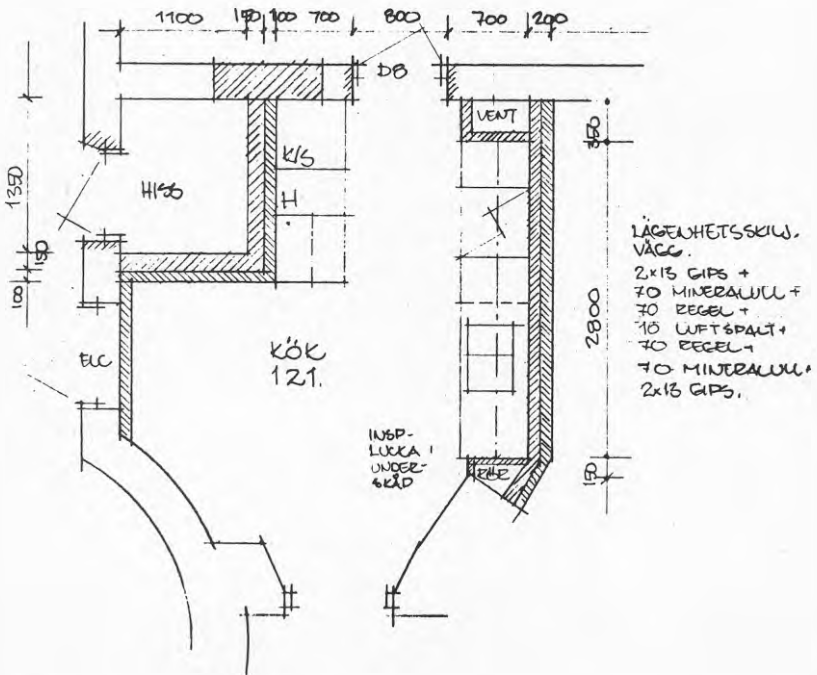 1100 150 100 700 800 700 200
DB
VENT
350
K/S
1350
HISS
H
LÄGENHETSSKILJ.
VÄGG.
2x13 GIPS +
70 MINERALULL +
70 REGEL +
10 LUFTSPALT +
70 REGEL +
70 MINERALULL +
2x13 GIPS.
150
100
2800
KÖK
121.
ELC
INSP-
LUCKA I
UNDER-
SKÅP
RÖR
150